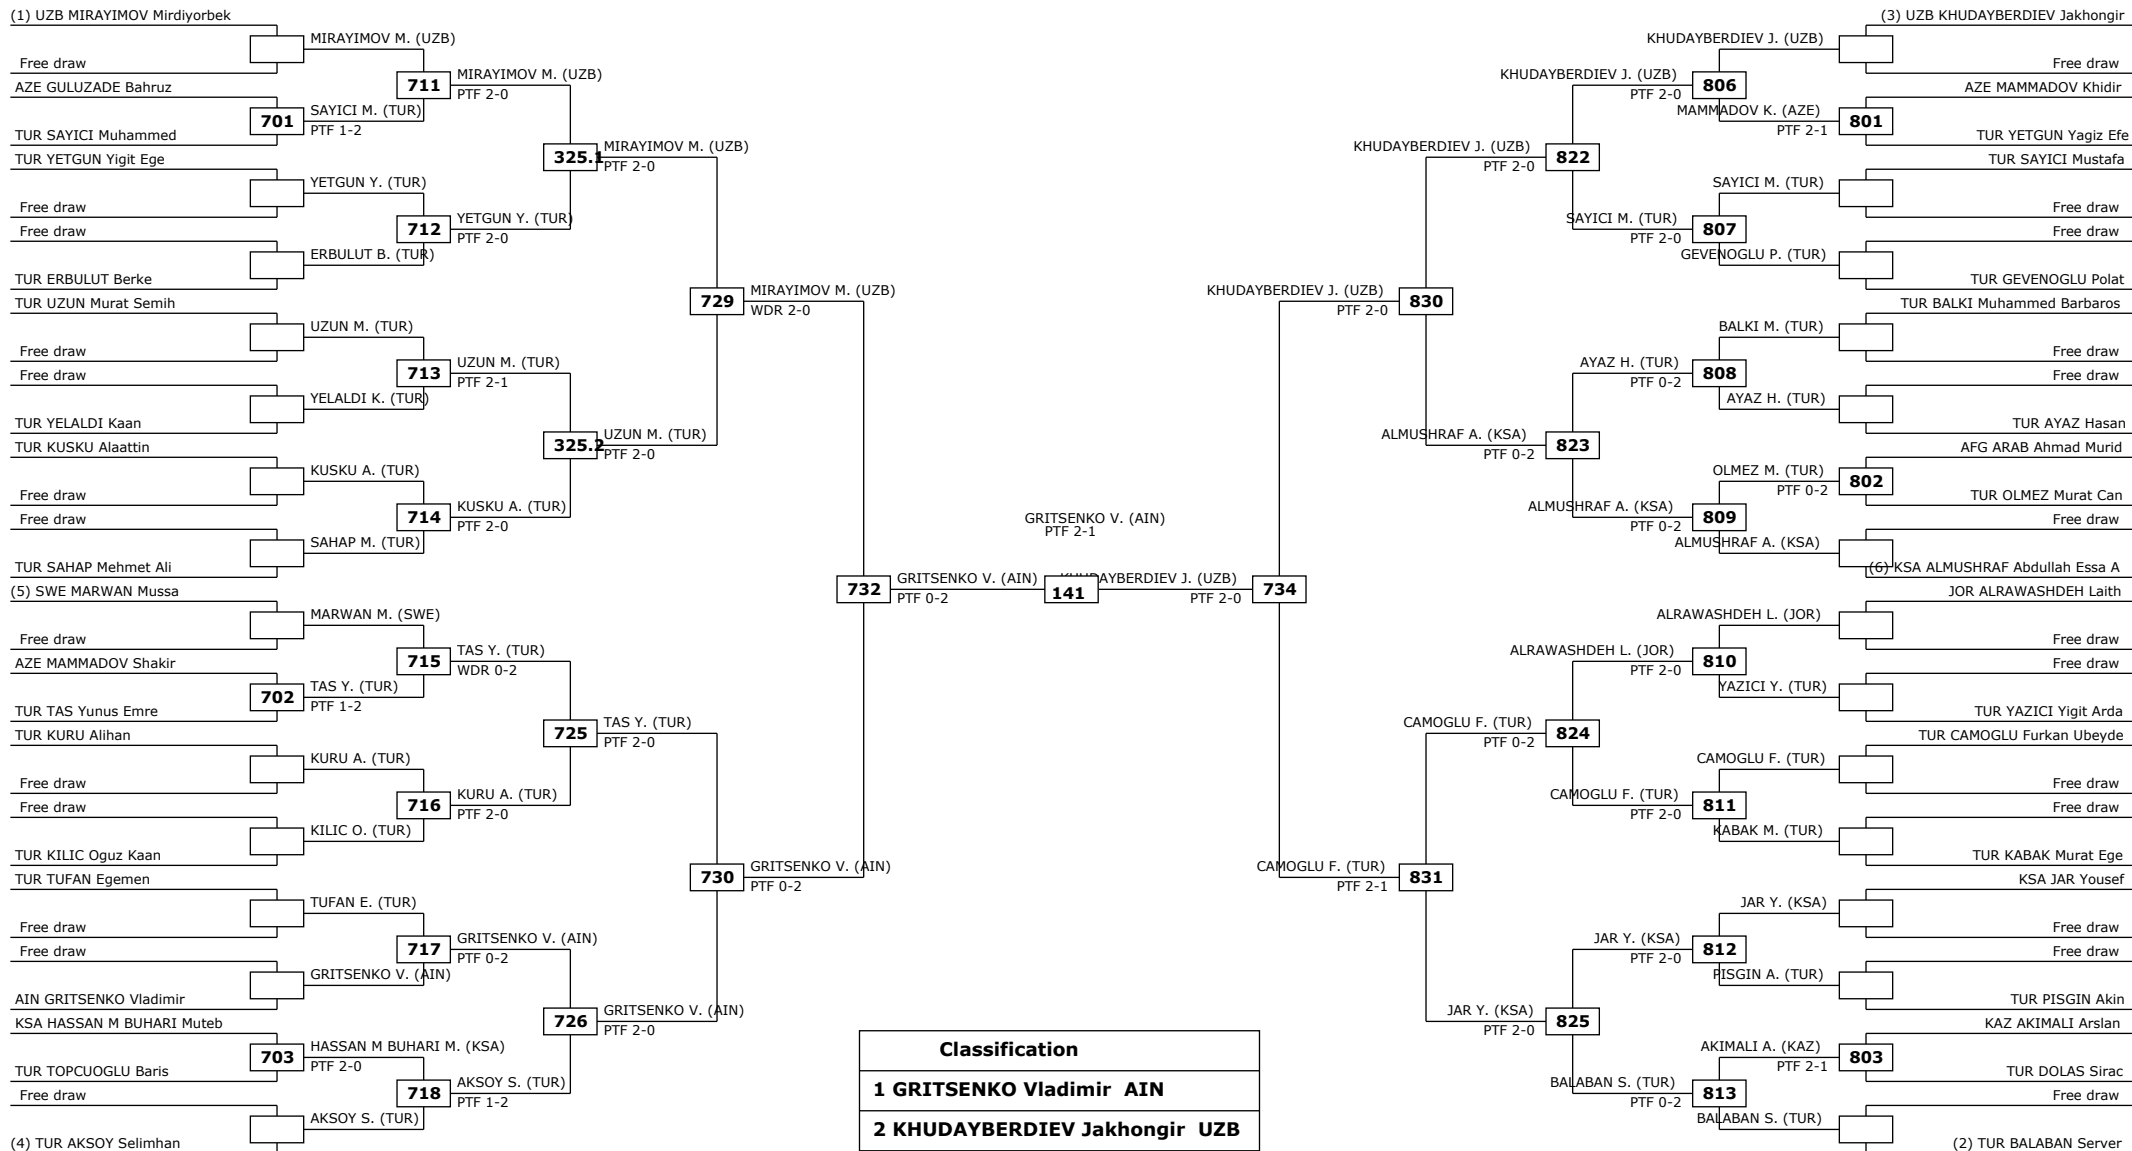 (1) UZB MIRAYIMOV Mirdiyorbek
MIRAYIMOV M. (UZB)
Free draw
711
MIRAYIMOV M. (UZB)
PTF 2-0
AZE GULUZADE Bahruz
701
SAYICI M. (TUR)
PTF 1-2
TUR SAYICI Muhammed
325.1
MIRAYIMOV M. (UZB)
PTF 2-0
TUR YETGUN Yigit Ege
YETGUN Y. (TUR)
Free draw
712
YETGUN Y. (TUR)
PTF 2-0
Free draw
ERBULUT B. (TUR)
TUR ERBULUT Berke
729
MIRAYIMOV M. (UZB)
WDR 2-0
TUR UZUN Murat Semih
UZUN M. (TUR)
Free draw
713
UZUN M. (TUR)
PTF 2-1
Free draw
YELALDI K. (TUR)
TUR YELALDI Kaan
325.2
UZUN M. (TUR)
PTF 2-0
TUR KUSKU Alaattin
KUSKU A. (TUR)
Free draw
714
KUSKU A. (TUR)
PTF 2-0
Free draw
SAHAP M. (TUR)
TUR SAHAP Mehmet Ali
732
GRITSENKO V. (AIN)
PTF 0-2
(5) SWE MARWAN Mussa
MARWAN M. (SWE)
Free draw
715
TAS Y. (TUR)
WDR 0-2
AZE MAMMADOV Shakir
702
TAS Y. (TUR)
PTF 1-2
TUR TAS Yunus Emre
725
TAS Y. (TUR)
PTF 2-0
TUR KURU Alihan
KURU A. (TUR)
Free draw
716
KURU A. (TUR)
PTF 2-0
Free draw
KILIC O. (TUR)
TUR KILIC Oguz Kaan
730
GRITSENKO V. (AIN)
PTF 0-2
TUR TUFAN Egemen
TUFAN E. (TUR)
Free draw
717
GRITSENKO V. (AIN)
PTF 0-2
Free draw
GRITSENKO V. (AIN)
AIN GRITSENKO Vladimir
726
GRITSENKO V. (AIN)
PTF 2-0
KSA HASSAN M BUHARI Muteb
703
HASSAN M BUHARI M. (KSA)
PTF 2-0
TUR TOPCUOGLU Baris
718
AKSOY S. (TUR)
PTF 1-2
Free draw
AKSOY S. (TUR)
(4) TUR AKSOY Selimhan
GRITSENKO V. (AIN)
PTF 2-1
141
KHUDAYBERDIEV J. (UZB)
PTF 2-0
734
(3) UZB KHUDAYBERDIEV Jakhongir
KHUDAYBERDIEV J. (UZB)
Free draw
KHUDAYBERDIEV J. (UZB)
PTF 2-0
806
AZE MAMMADOV Khidir
MAMMADOV K. (AZE)
PTF 2-1
801
TUR YETGUN Yagiz Efe
KHUDAYBERDIEV J. (UZB)
PTF 2-0
822
TUR SAYICI Mustafa
SAYICI M. (TUR)
Free draw
SAYICI M. (TUR)
PTF 2-0
807
Free draw
GEVENOGLU P. (TUR)
TUR GEVENOGLU Polat
KHUDAYBERDIEV J. (UZB)
PTF 2-0
830
TUR BALKI Muhammed Barbaros
BALKI M. (TUR)
Free draw
AYAZ H. (TUR)
PTF 0-2
808
Free draw
AYAZ H. (TUR)
TUR AYAZ Hasan
ALMUSHRAF A. (KSA)
PTF 0-2
823
AFG ARAB Ahmad Murid
OLMEZ M. (TUR)
PTF 0-2
802
TUR OLMEZ Murat Can
ALMUSHRAF A. (KSA)
PTF 0-2
809
Free draw
ALMUSHRAF A. (KSA)
(6) KSA ALMUSHRAF Abdullah Essa A
JOR ALRAWASHDEH Laith
ALRAWASHDEH L. (JOR)
Free draw
ALRAWASHDEH L. (JOR)
PTF 2-0
810
Free draw
YAZICI Y. (TUR)
TUR YAZICI Yigit Arda
CAMOGLU F. (TUR)
PTF 0-2
824
TUR CAMOGLU Furkan Ubeyde
CAMOGLU F. (TUR)
Free draw
CAMOGLU F. (TUR)
PTF 2-0
811
Free draw
KABAK M. (TUR)
TUR KABAK Murat Ege
CAMOGLU F. (TUR)
PTF 2-1
831
KSA JAR Yousef
JAR Y. (KSA)
Free draw
JAR Y. (KSA)
PTF 2-0
812
Free draw
PISGIN A. (TUR)
TUR PISGIN Akin
JAR Y. (KSA)
PTF 2-0
825
KAZ AKIMALI Arslan
AKIMALI A. (KAZ)
PTF 2-1
803
TUR DOLAS Sirac
BALABAN S. (TUR)
PTF 0-2
813
Free draw
BALABAN S. (TUR)
(2) TUR BALABAN Server
Classification
1 GRITSENKO Vladimir AIN
2 KHUDAYBERDIEV Jakhongir UZB